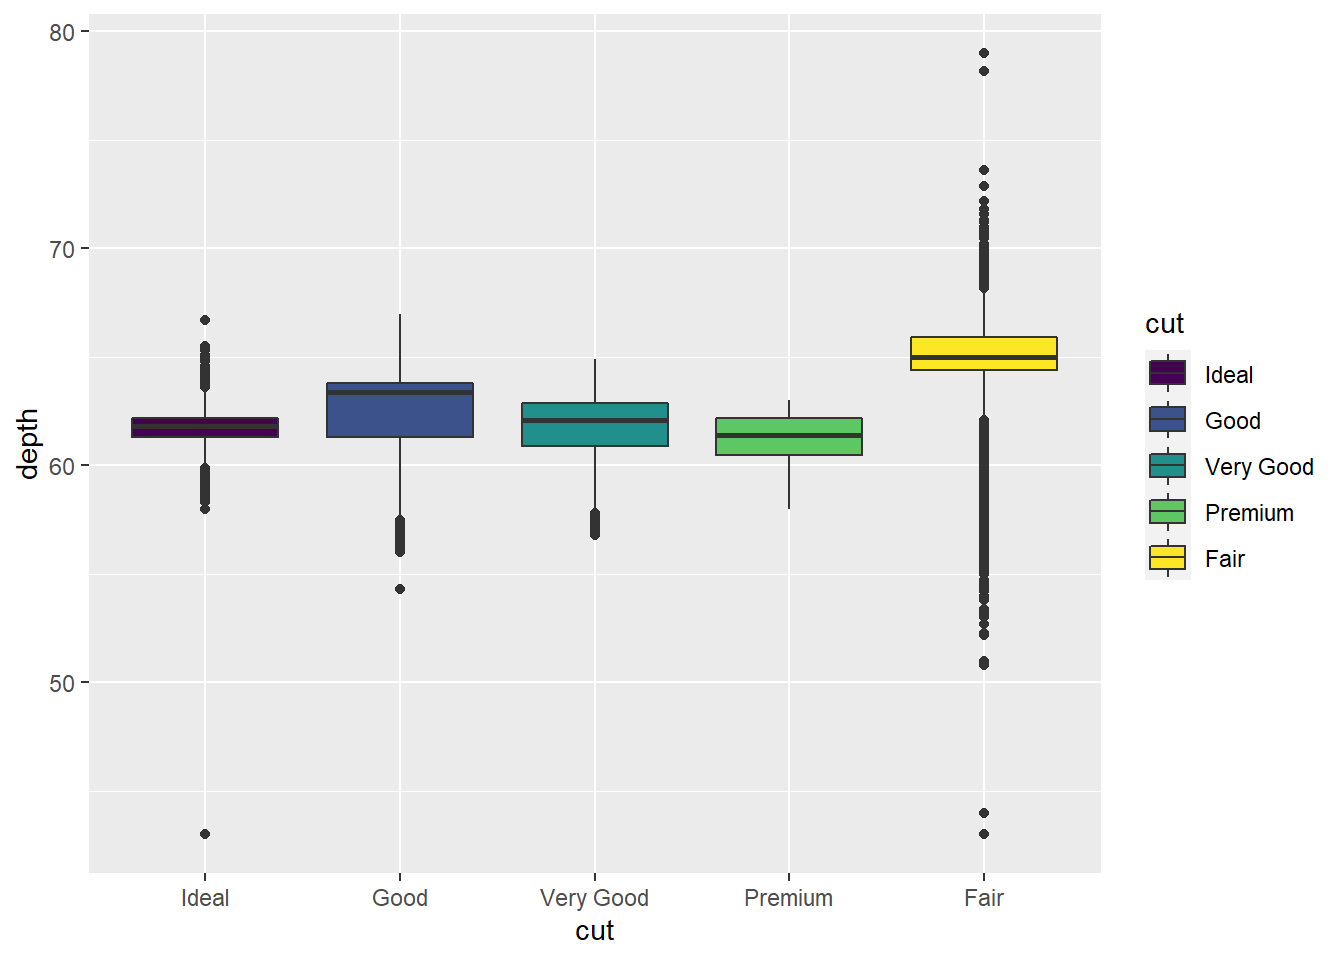 80
70
60
50
depth
Ideal
Good
Very Good
Premium
Fair
cut
cut
Ideal
Good
Very Good
Premium
Fair